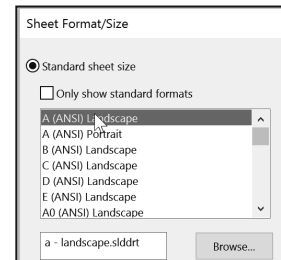 Sheet Format/Size
Standard sheet size
Only show standard formats
A (ANSI) Landscape
A (ANSI) Portrait
B (ANSI) Landscape
C (ANSI) Landscape
D (ANSI) Landscape
E (ANSI) Landscape
A0 (ANSI) Landscape
a - landscape.slddrt
Browse...